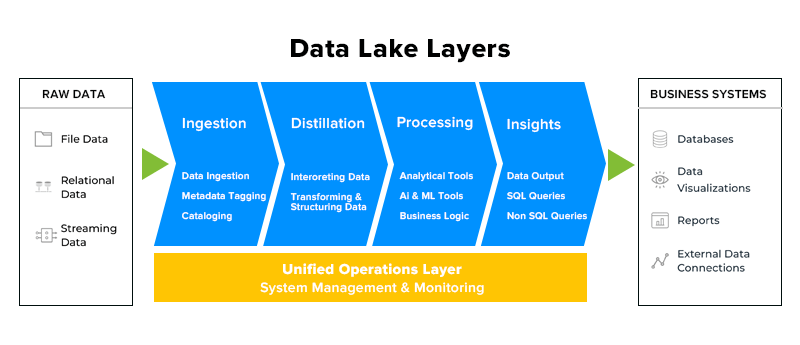 Data Lake Layers
RAW DATA
File Data
Relational
Data
Streaming
Data
Ingestion
Data Ingestion
Metadata Tagging
Cataloging
Distillation
Interoreting Data
Transforming &
Structuring Data
Processing
Analytical Tools
Ai & ML Tools
Business Logic
Insights
Data Output
SQL Queries
Non SQL Queries
Unified Operations Layer
System Management & Monitoring
BUSINESS SYSTEMS
Databases
Data
Visualizations
Reports
External Data
Connections